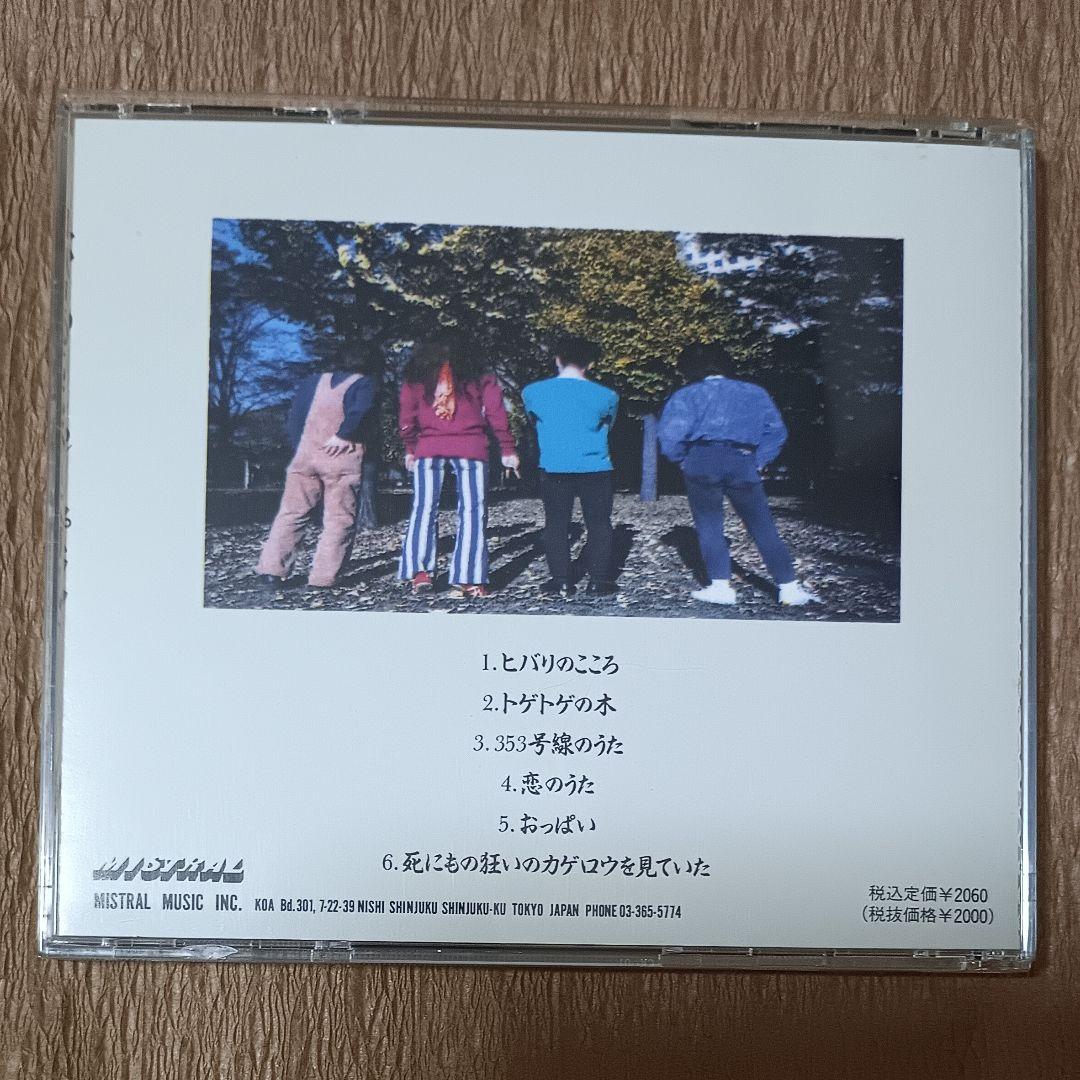 1.ヒバリのこころ
2.トゲトゲの木
3.353号線のうた
4.恋のうた
5.おっぱい
6.死にもの狂いのカゲロウを見ていた
MISTRAL
MISTRAL MUSIC INC. KOA Bd.301, 7-22-39 NISHI SHINJUKU SHINJUKU-KU TOKYO JAPAN PHONE 03-365-5774
税込定価¥2060
(税抜価格¥2000)